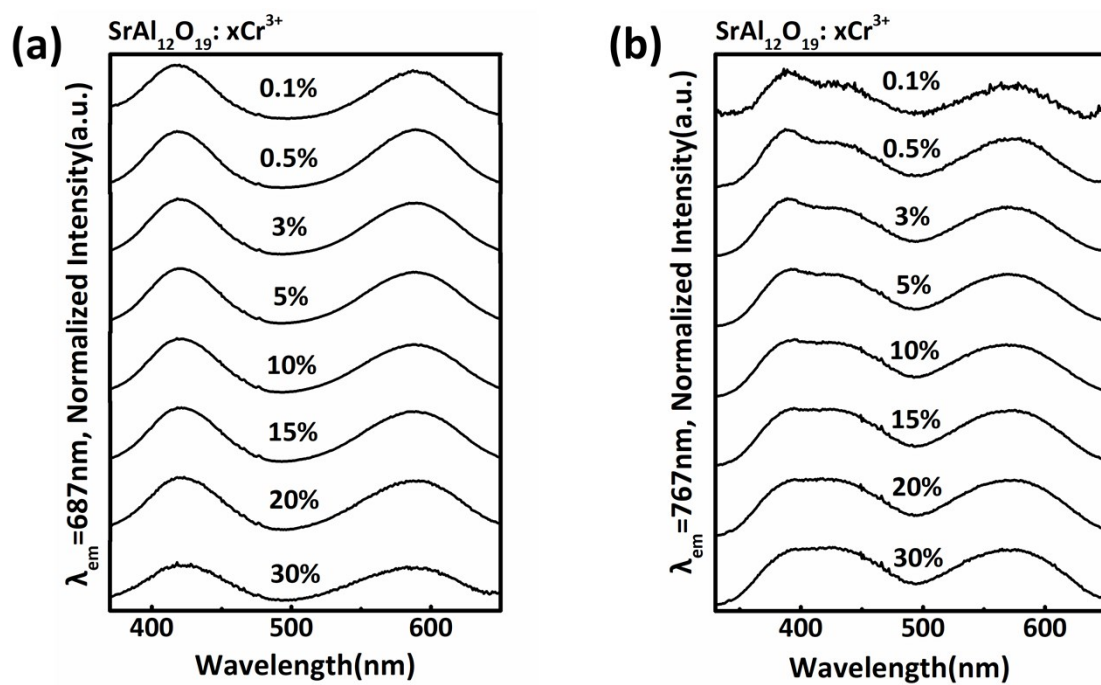 (a)
SrAl₁₂O₁₉: xCr³⁺
λem =687nm, Normalized Intensity(a.u.)
0.1%
0.5%
3%
5%
10%
15%
20%
30%
400 500 600
Wavelength(nm)
(b)
SrAl₁₂O₁₉: xCr³⁺
λem =767nm, Normalized Intensity(a.u.)
0.1%
0.5%
3%
5%
10%
15%
20%
30%
400 500 600
Wavelength(nm)